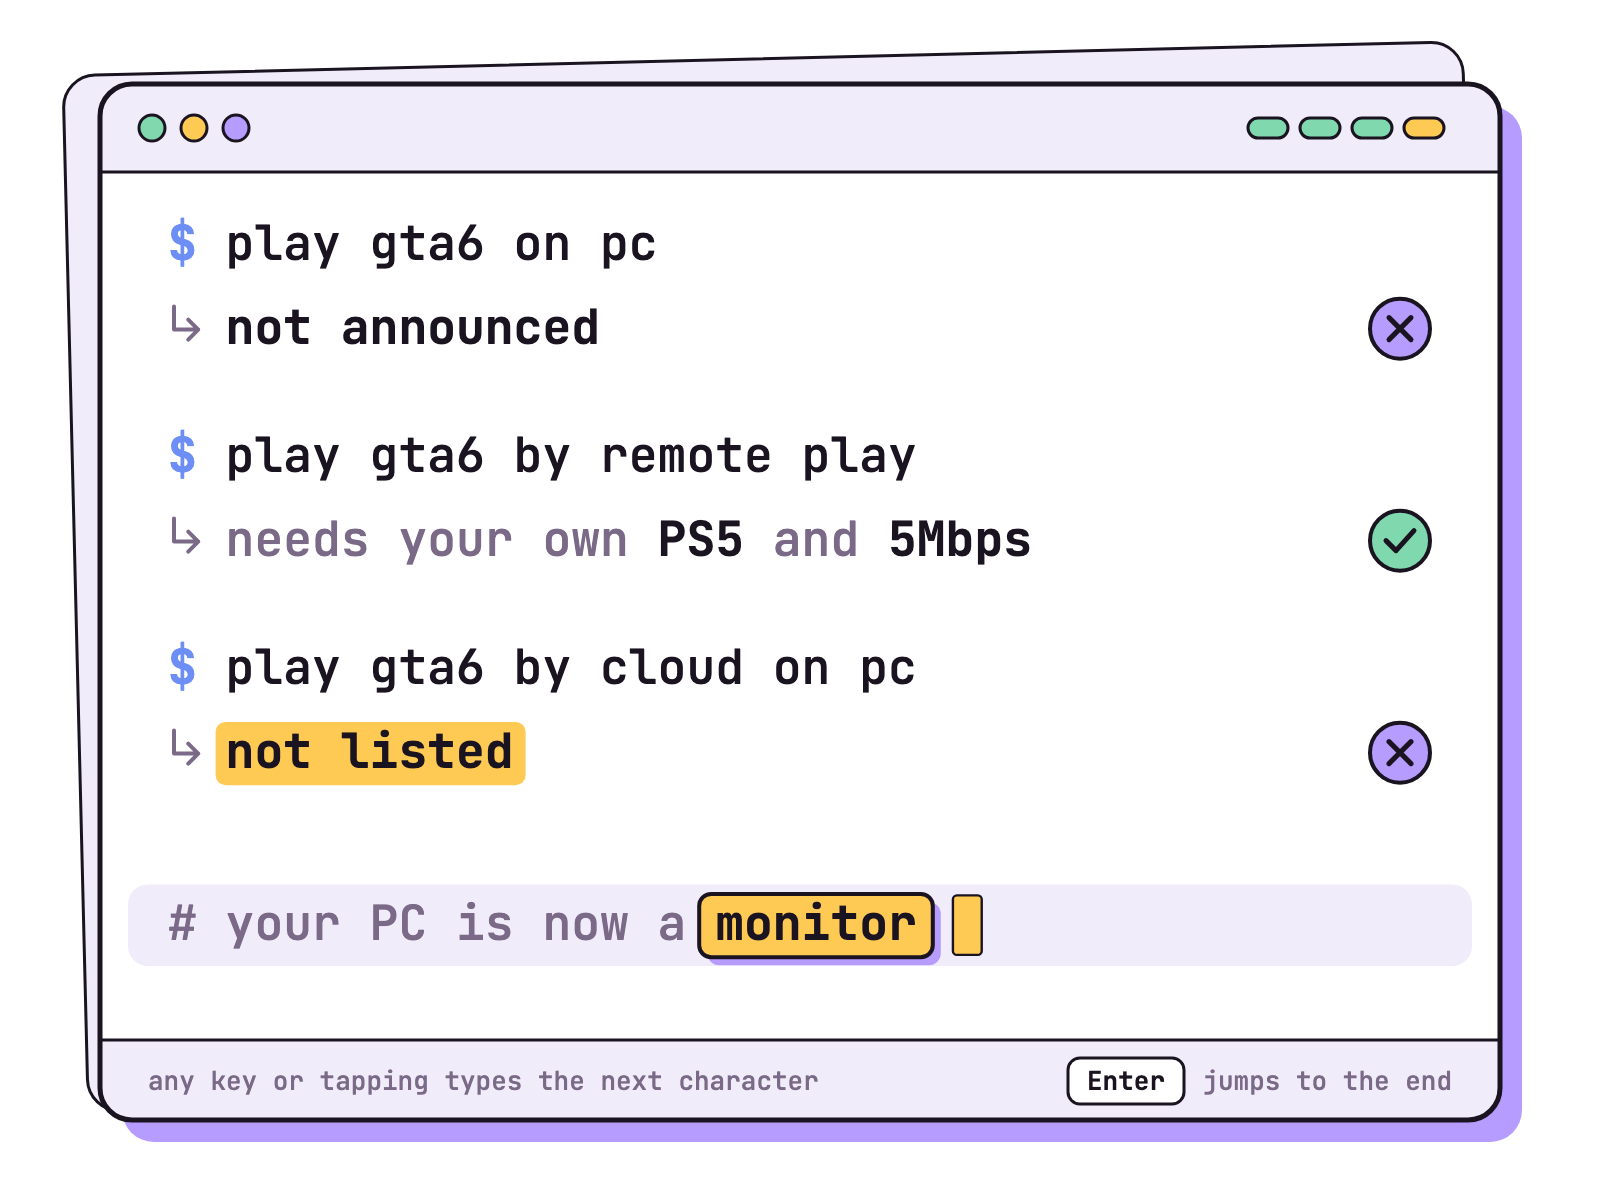 $ play gta6 on pc
↳ not announced
$ play gta6 by remote play
↳ needs your own PS5 and 5Mbps
$ play gta6 by cloud on pc
↳ not listed
# your PC is now a monitor
any key or tapping types the next character
Enter jumps to the end